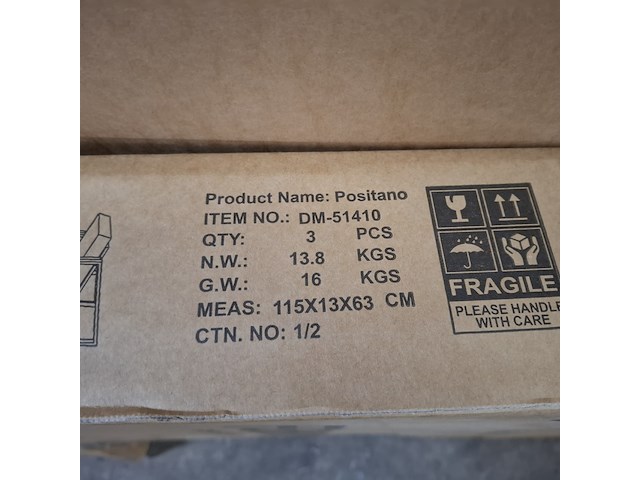 Product Name: Positano
ITEM NO.: DM-51410
QTY: 3 PCS
N.W.: 13.8 KGS
G.W.: 16 KGS
MEAS: 115X13X63 CM
CTN. NO: 1/2
FRAGILE
PLEASE HANDLE
WITH CARE